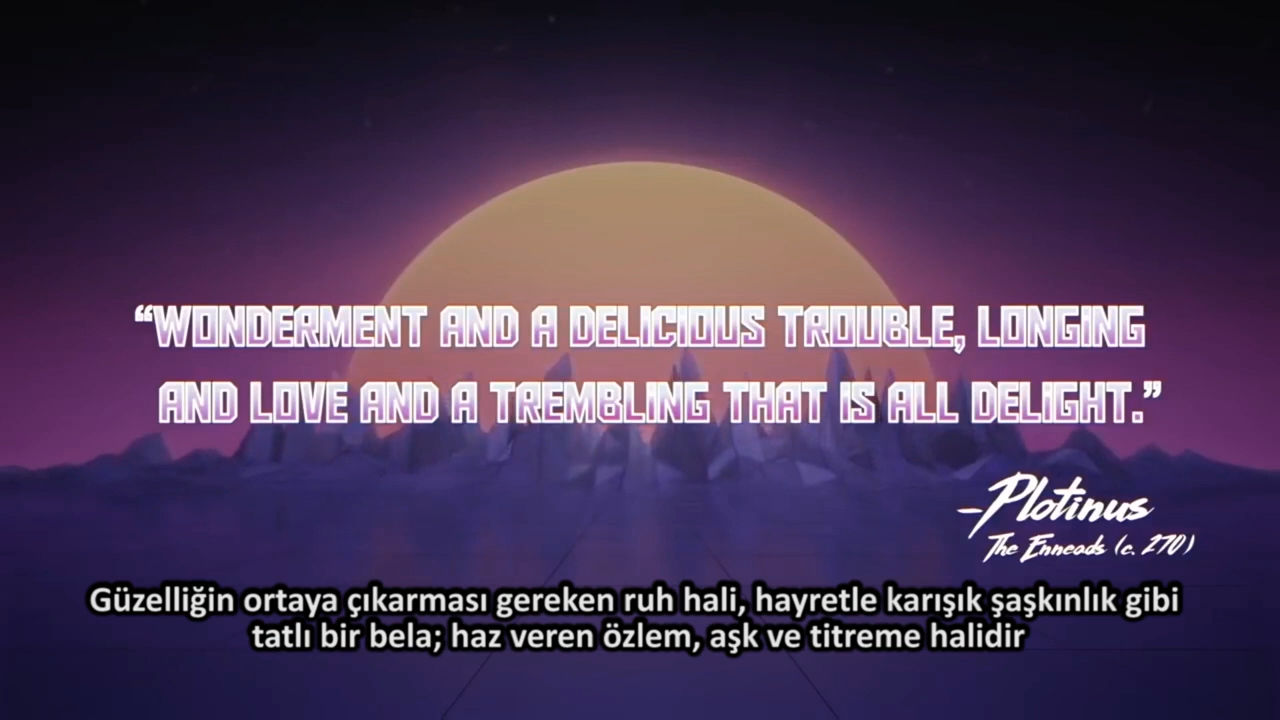 “WONDERMENT AND A DELICIOUS TROUBLE, LONGING
AND LOVE AND A TREMBLING THAT IS ALL DELIGHT.”
–Plotinus
The Enneads (c. 270)
Güzelliğin ortaya çıkarması gereken ruh hali, hayretle karışık şaşkınlık gibi
tatlı bir bela; haz veren özlem, aşk ve titreme halidir